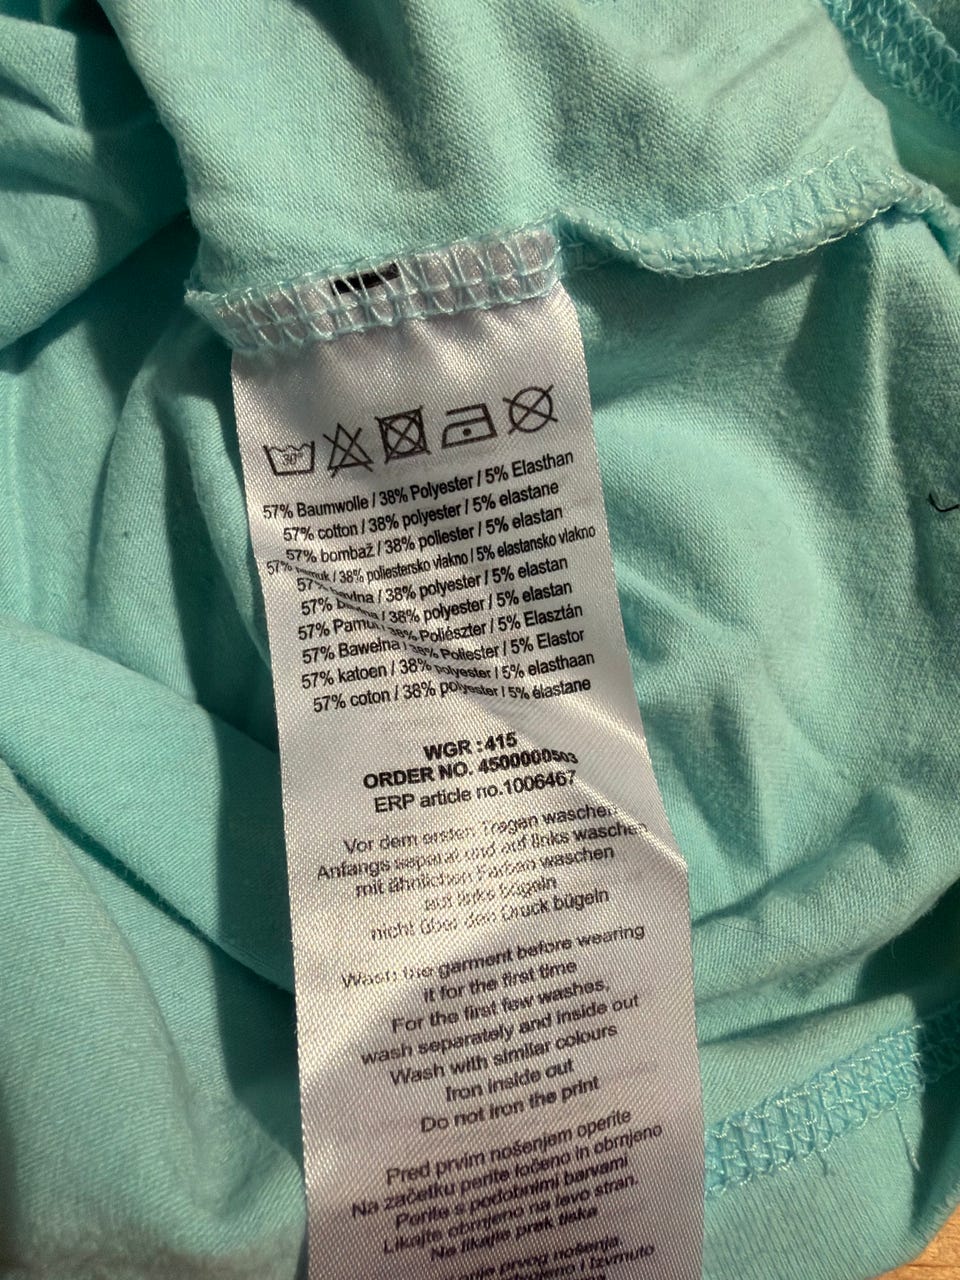 30°
57% Baumwolle / 38% Polyester / 5% Elasthan
57% cotton / 38% polyester / 5% elastane
57% bombaž / 38% poliester / 5% elastan
57% / 38% poliestersko vlakno / 5% elastansko vlakno
57% / 38% polyester / 5% elastan
57% / 38% polyester / 5% elastan
57% Pamut / 38% Poliészter / 5% Elasztán
57% Bawełna / 38% Poliester / 5% Elastor
57% katoen / 38% polyester / 5% elasthaan
57% coton / 38% polyester / 5% élastane
WGR :415
ORDER NO. 4500000503
ERP article no.1006467
Vor dem ersten Tragen waschen
Anfangs separat und auf links waschen
mit ähnlichen Farben waschen
auf links bügeln
nicht über den Druck bügeln
Wash the garment before wearing
it for the first time
For the first few washes,
wash separately and inside out
Wash with similar colours
Iron inside out
Do not iron the print
Pred prvim nošenjem operite
Na začetku perite ločeno in obrnjeno
Perite s podobnimi barvami
Likajte obrnjeno na levo stran.
Ne likajte prek tiska
prvog nošenja,
i izvrnuto